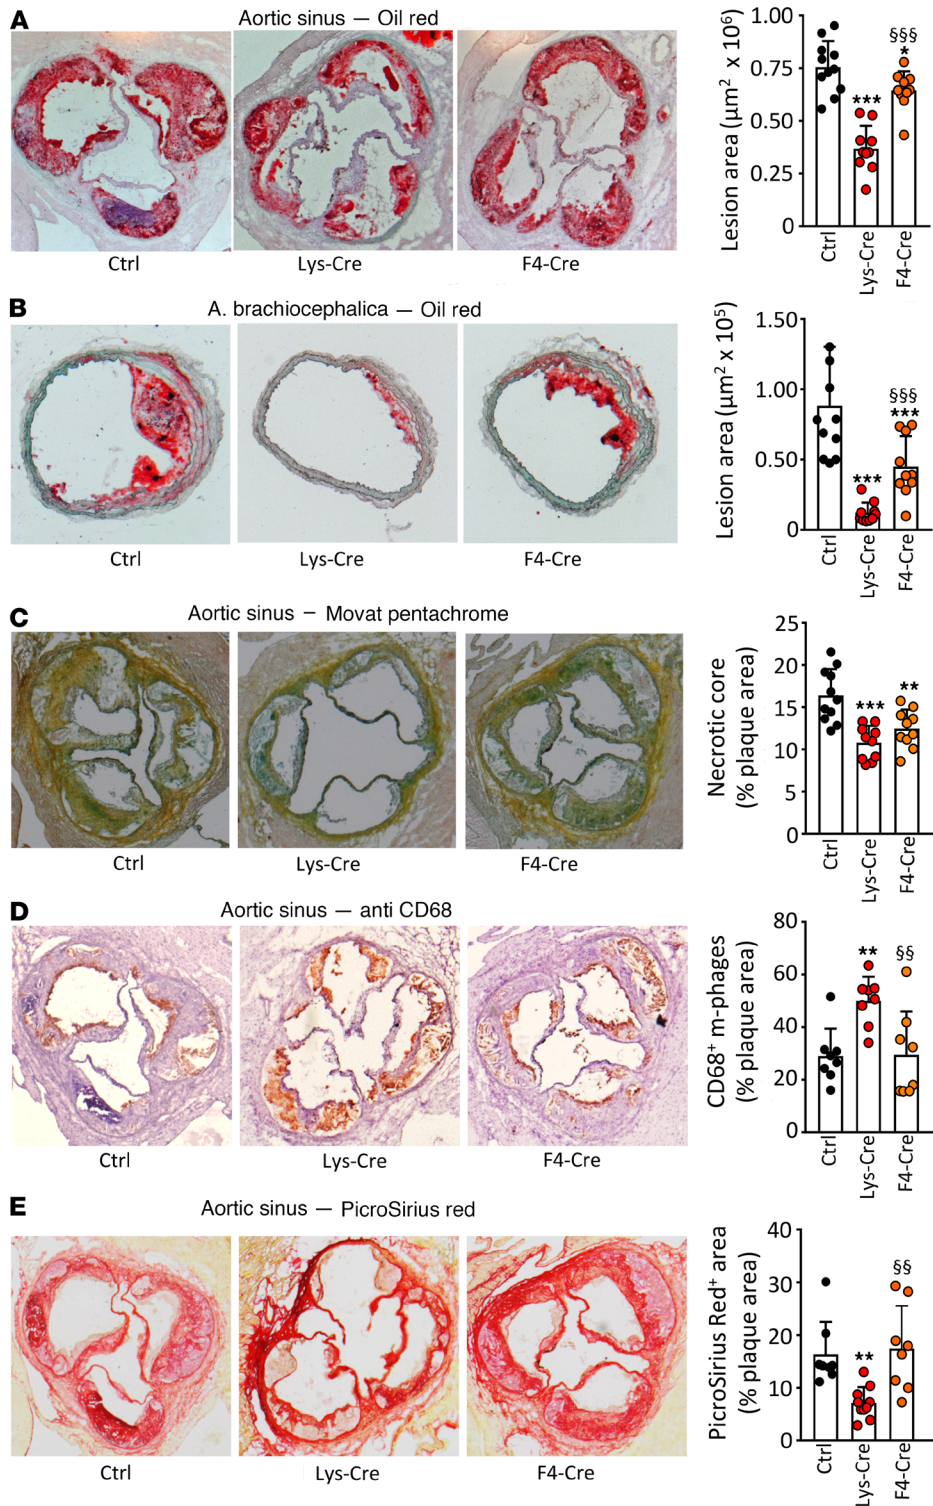 A
Aortic sinus — Oil red
Ctrl
Lys-Cre
F4-Cre
Lesion area (µm² x 10⁶)
1.00
0.75
0.50
0.25
0
***
§§§
*
Ctrl
Lys-Cre
F4-Cre
B
A. brachiocephalica — Oil red
Ctrl
Lys-Cre
F4-Cre
Lesion area (µm² x 10⁵)
1.50
1.00
0.50
0
***
§§§
***
Ctrl
Lys-Cre
F4-Cre
C
Aortic sinus — Movat pentachrome
Ctrl
Lys-Cre
F4-Cre
Necrotic core
(% plaque area)
25
20
15
10
5
0
***
**
Ctrl
Lys-Cre
F4-Cre
D
Aortic sinus — anti CD68
Ctrl
Lys-Cre
F4-Cre
CD68⁺ m-phages
(% plaque area)
80
60
40
20
0
**
§§
Ctrl
Lys-Cre
F4-Cre
E
Aortic sinus — PicroSirius red
Ctrl
Lys-Cre
F4-Cre
PicroSirius Red⁺ area
(% plaque area)
40
30
20
10
0
**
§§
Ctrl
Lys-Cre
F4-Cre